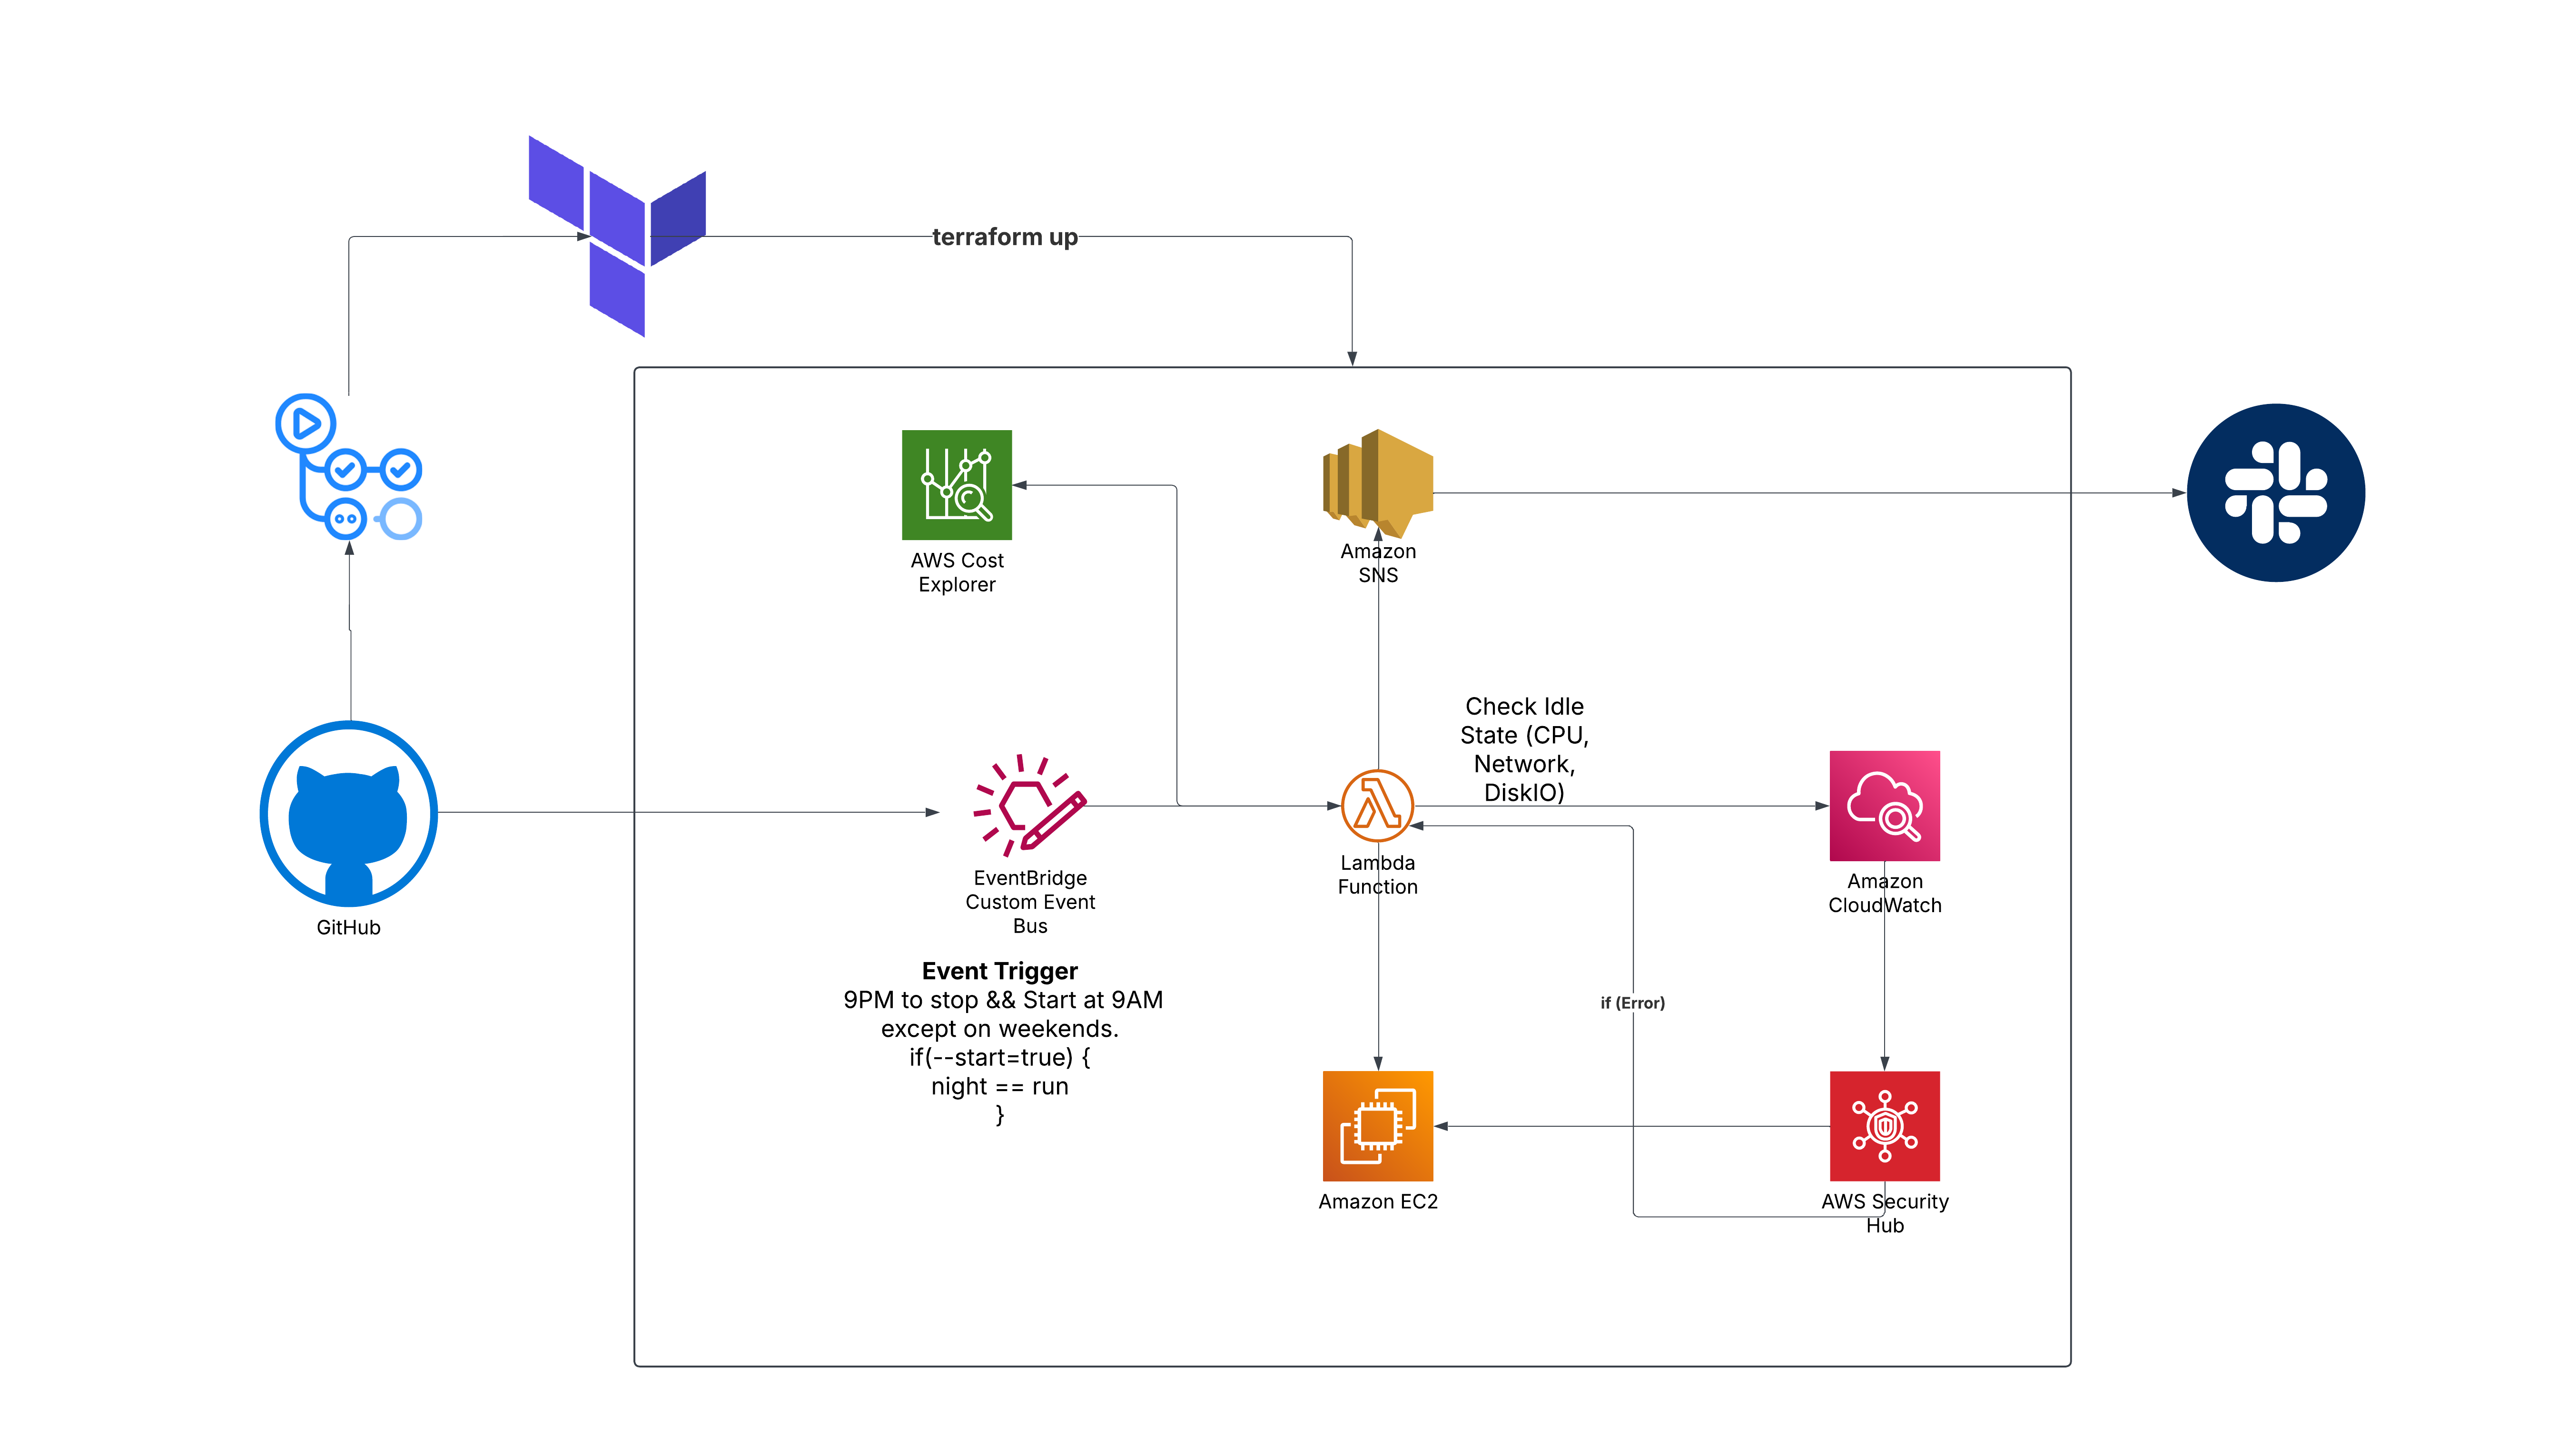 terraform up
AWS Cost
Explorer
Amazon
SNS
Check Idle
State (CPU,
Network,
DiskIO)
GitHub
EventBridge
Custom Event
Bus
Lambda
Function
Amazon
CloudWatch
Event Trigger
9PM to stop && Start at 9AM
except on weekends.
if(--start=true) {
night == run
}
if (Error)
Amazon EC2
AWS Security
Hub